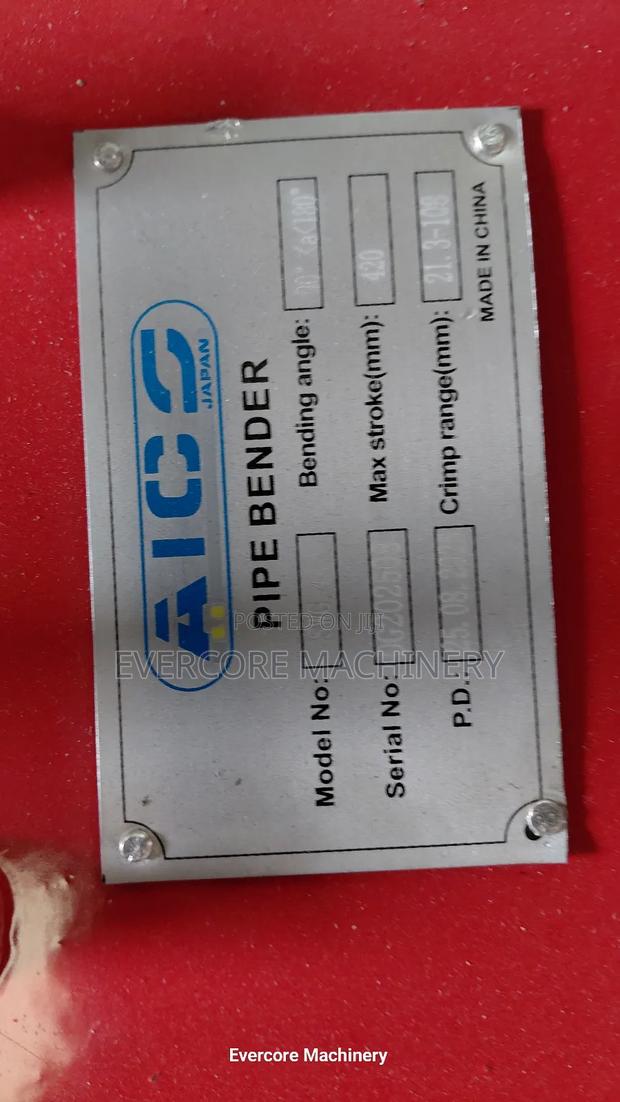 AICS
JAPAN
PIPE BENDER
Model No:
Bending angle: <a<180°
Serial No:
Max stroke(mm): 420
P.D.:
Crimp range(mm): 21.3-108
MADE IN CHINA
POSTED ON JIJI
EVERCORE MACHINERY
Evercore Machinery